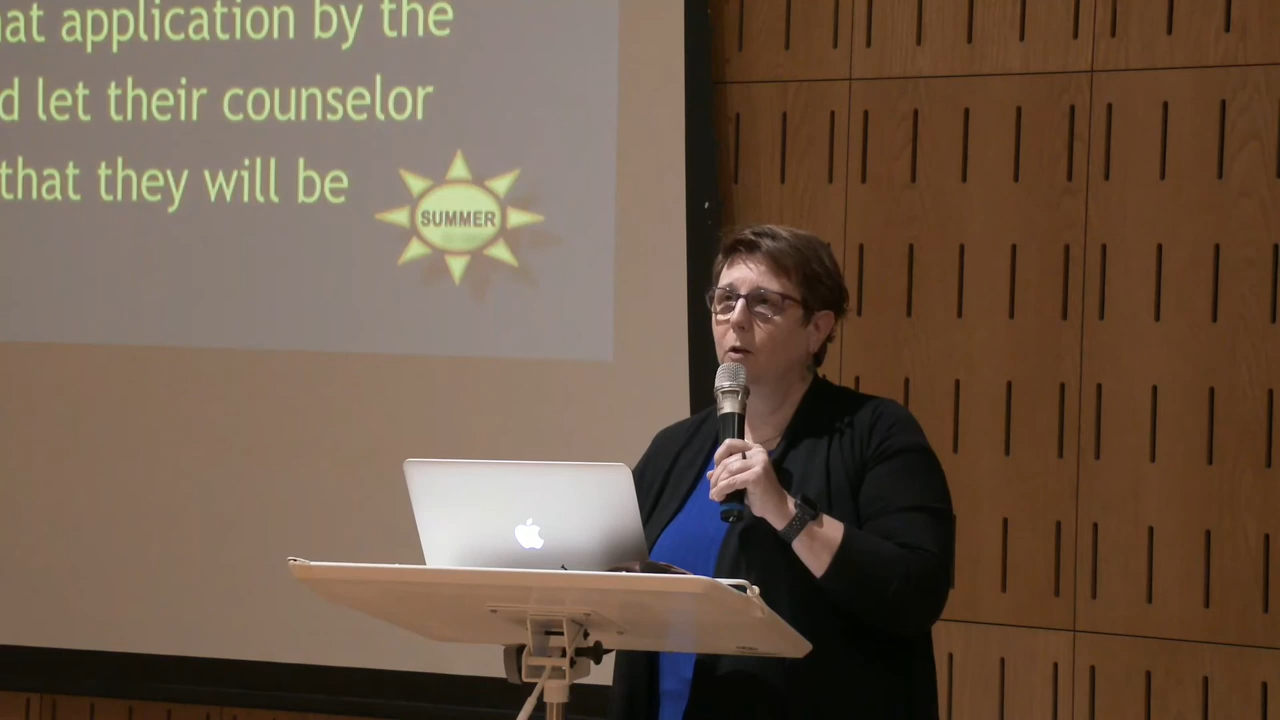 at application by the
d let their counselor
that they will be
SUMMER